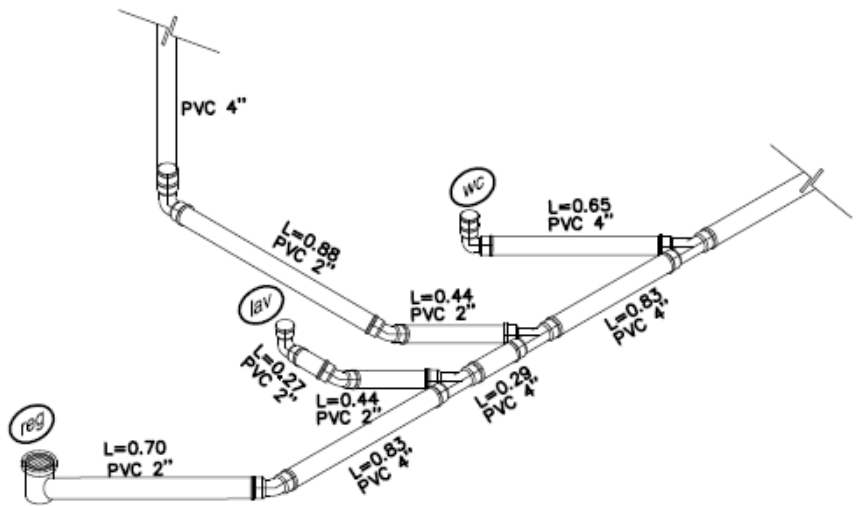 PVC 4"
wc
L=0.65
PVC 4"
L=0.88
PVC 2"
lav
L=0.44
PVC 2"
L=0.83
PVC 4"
L=0.27
PVC 2"
L=0.44
PVC 2"
L=0.29
PVC 4"
reg
L=0.70
PVC 2"
L=0.83
PVC 4"